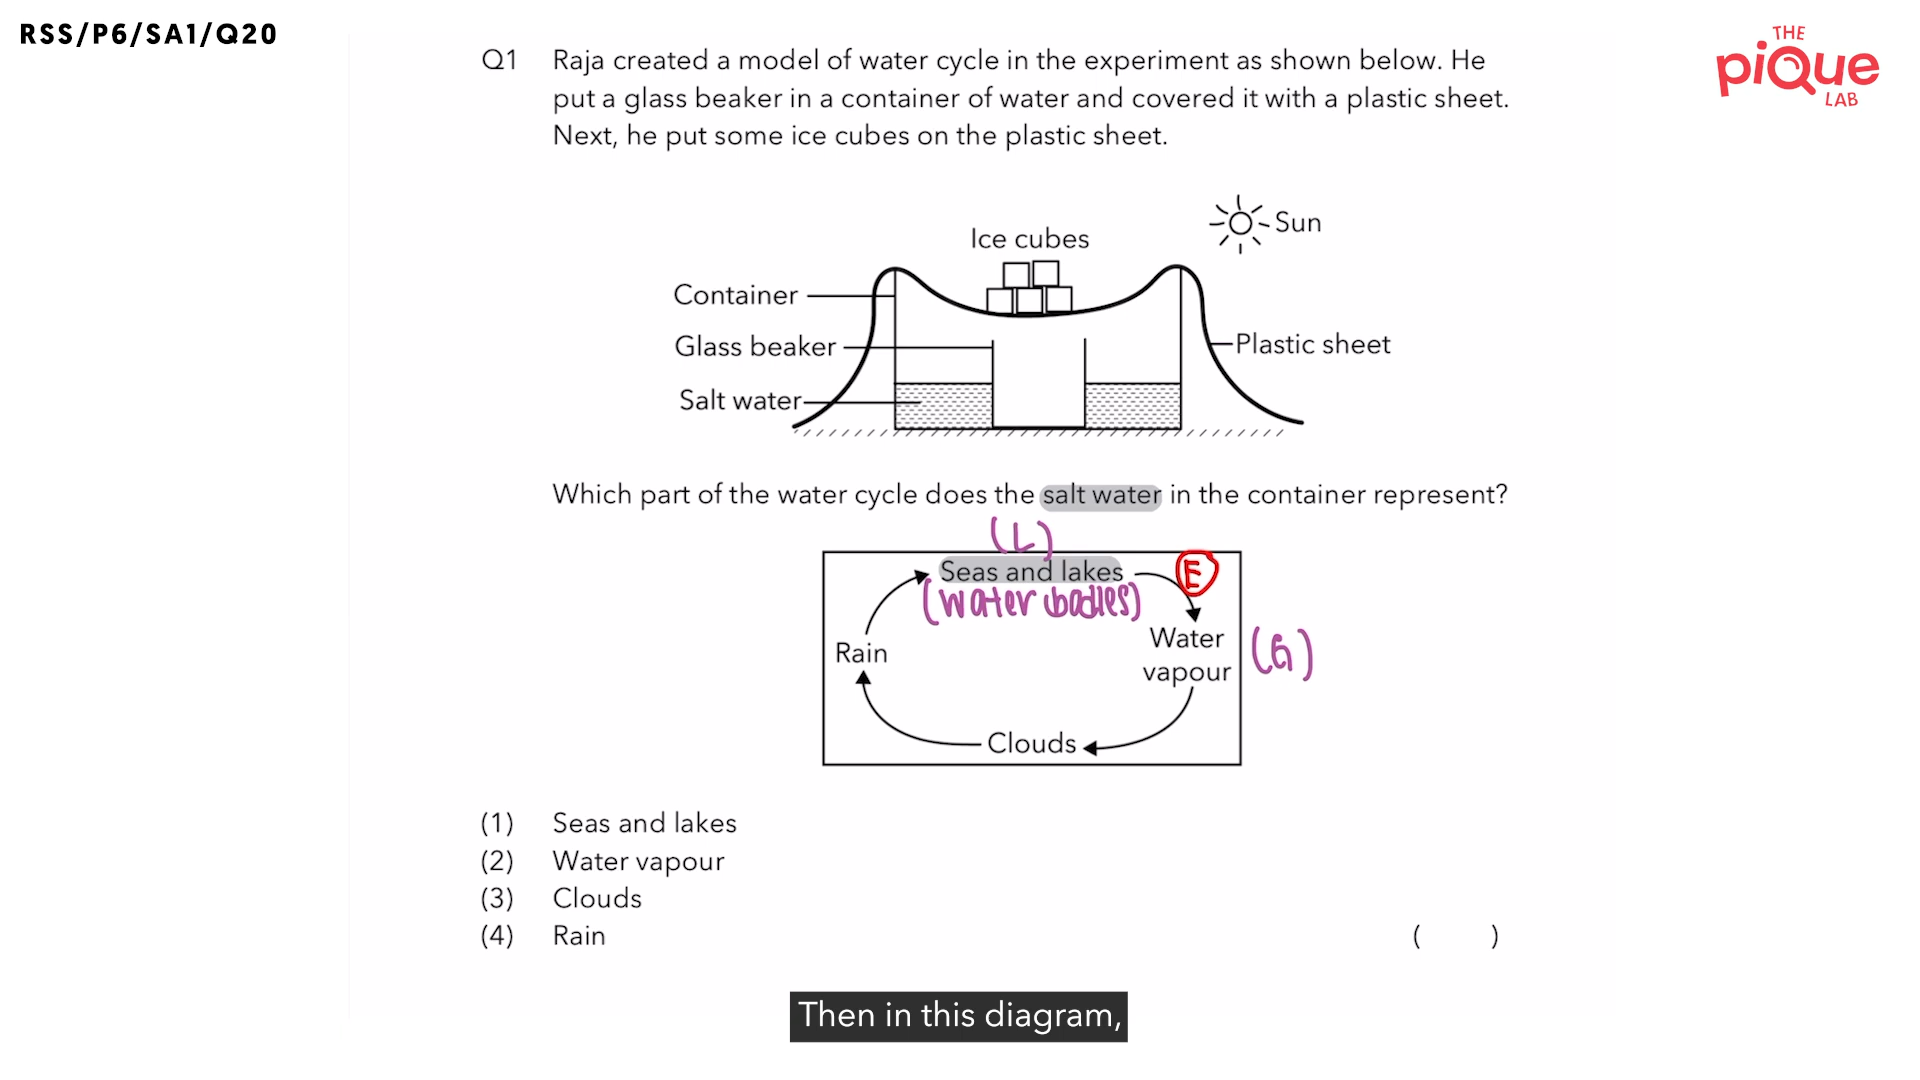 RSS/P6/SA1/Q20
THE
piQue
LAB
Q1 Raja created a model of water cycle in the experiment as shown below. He
put a glass beaker in a container of water and covered it with a plastic sheet.
Next, he put some ice cubes on the plastic sheet.
Sun
Ice cubes
Container
Glass beaker
Plastic sheet
Salt water
Which part of the water cycle does the salt water in the container represent?
(L)
Seas and lakes
E
(water bodies)
Water
vapour
(G)
Rain
Clouds
(1) Seas and lakes
(2) Water vapour
(3) Clouds
(4) Rain ( )
Then in this diagram,